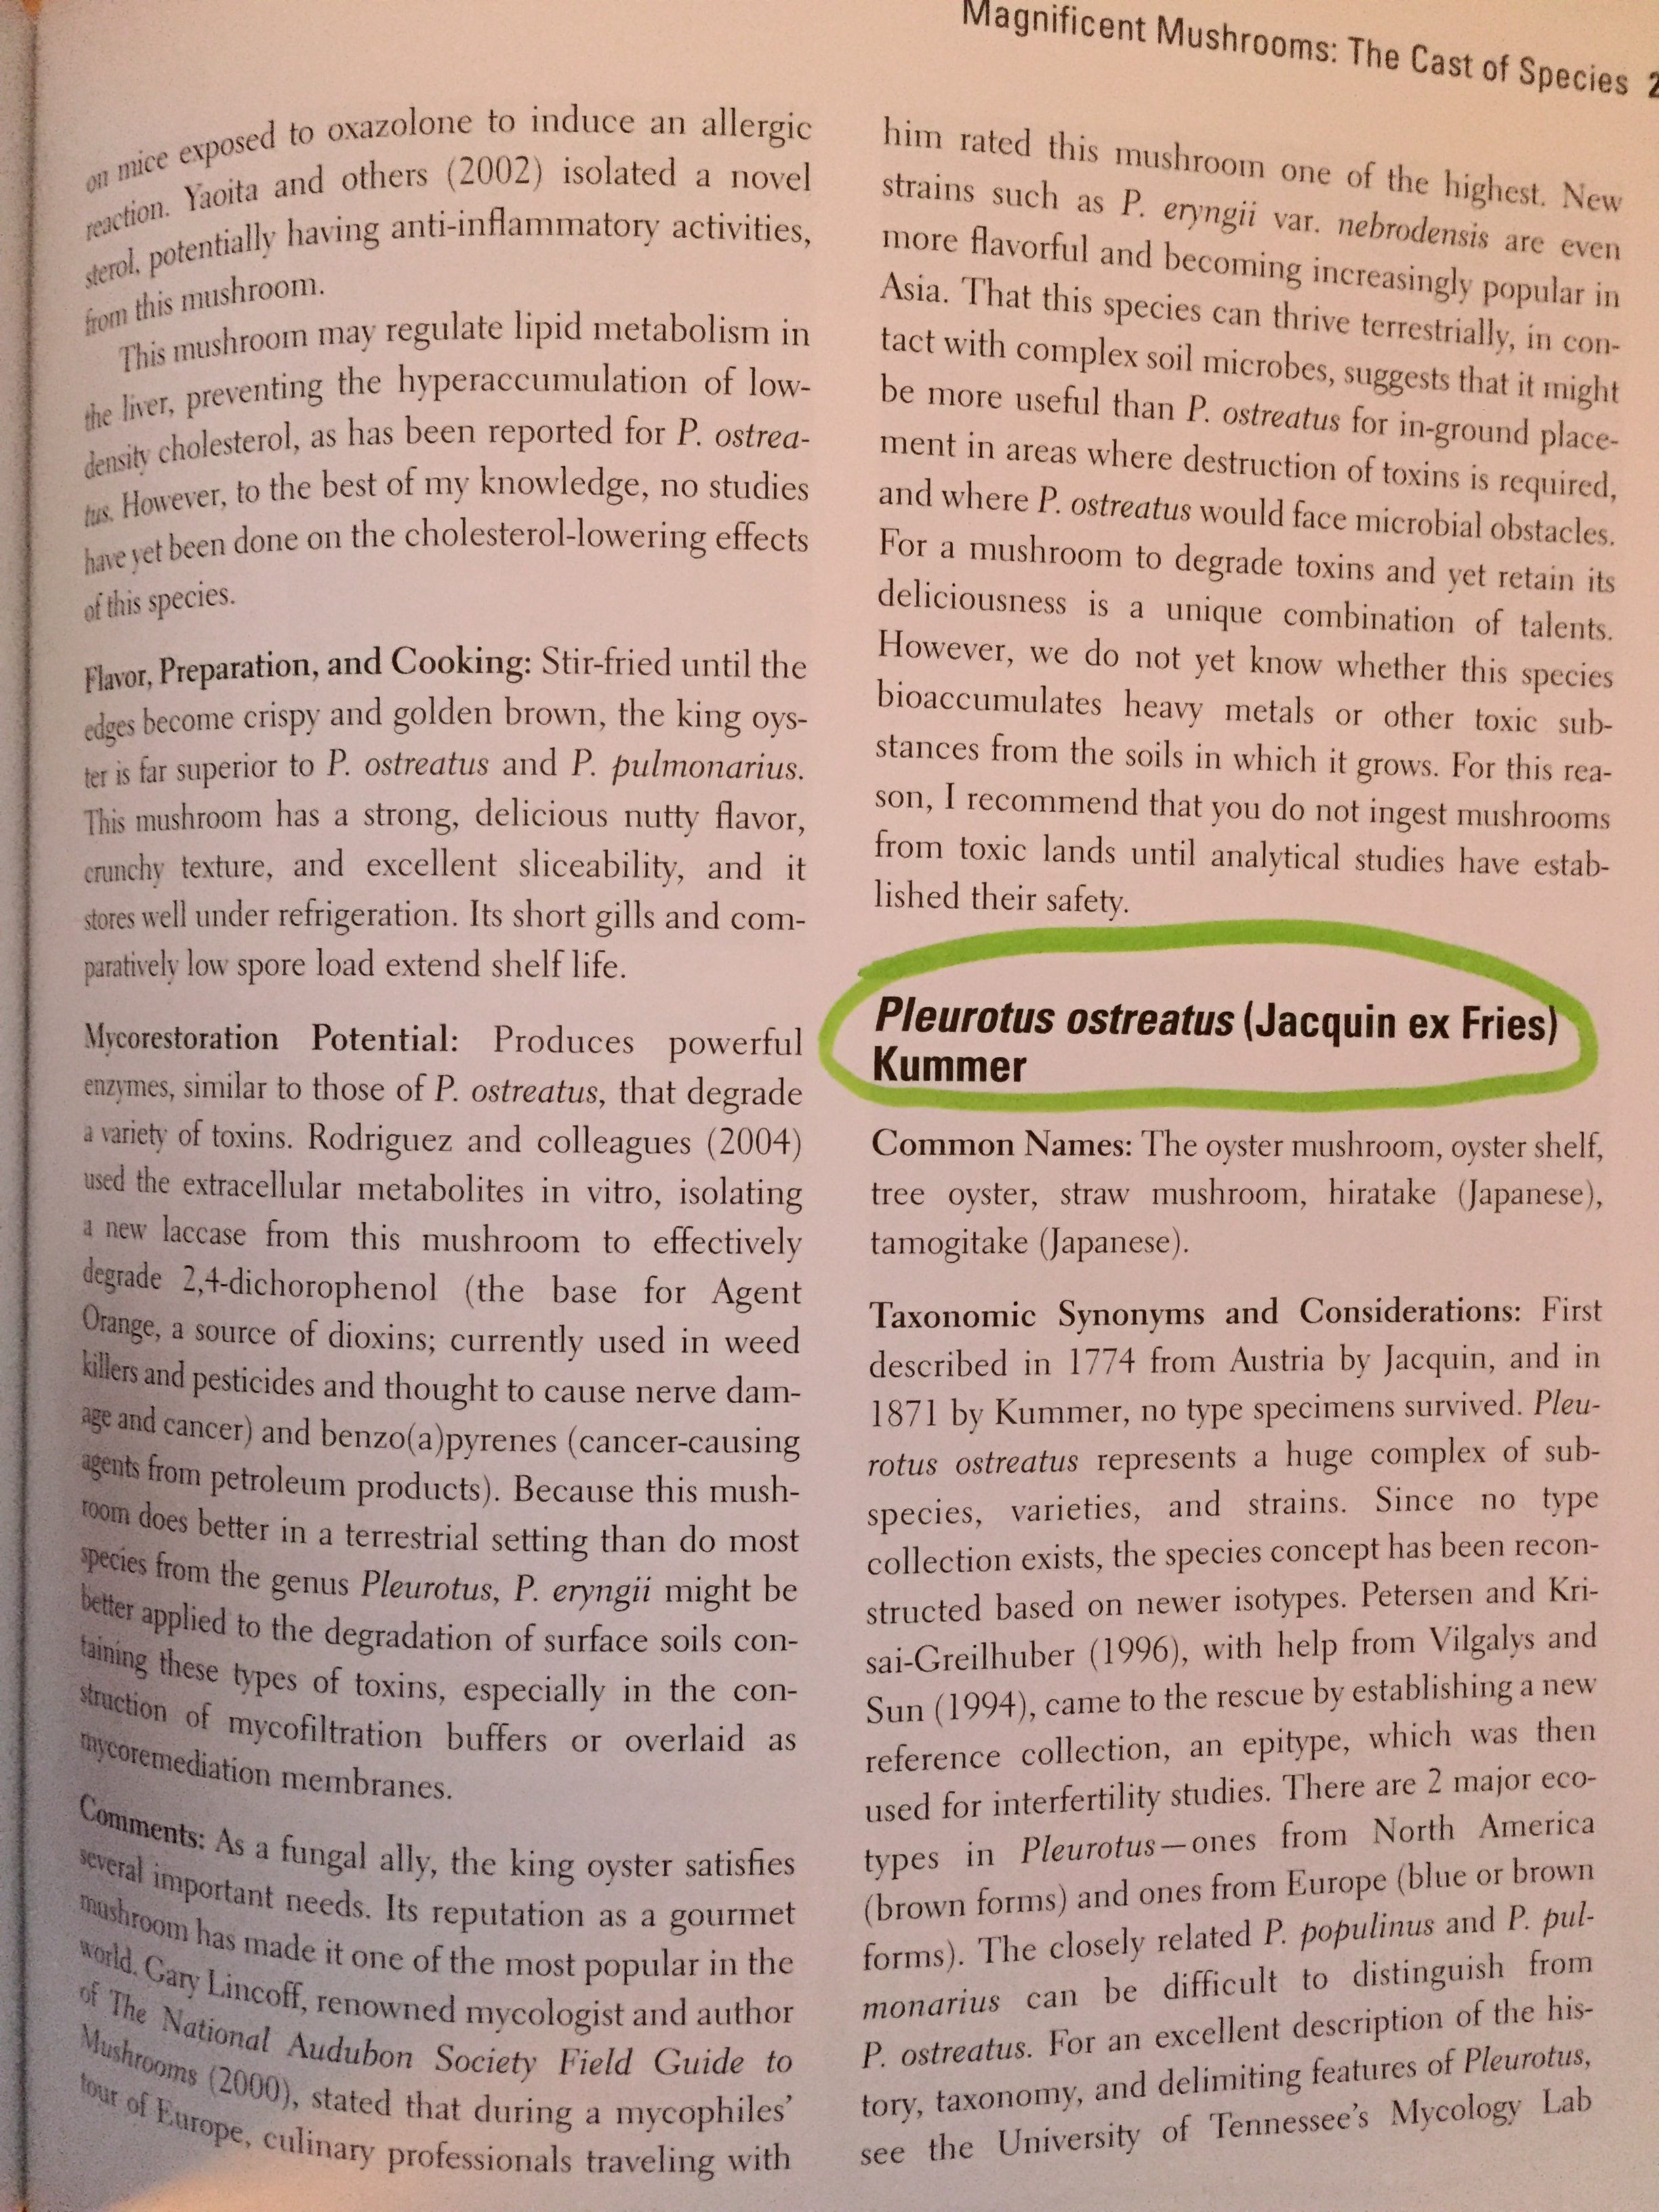 Magnificent Mushrooms: The Cast of Species 2
on mice exposed to oxazolone to induce an allergic
reaction. Yaoita and others (2002) isolated a novel
sterol, potentially having anti-inflammatory activities,
from this mushroom.
This mushroom may regulate lipid metabolism in
the liver, preventing the hyperaccumulation of low-
density cholesterol, as has been reported for P. ostrea-
tus. However, to the best of my knowledge, no studies
have yet been done on the cholesterol-lowering effects
of this species.
Flavor, Preparation, and Cooking: Stir-fried until the
edges become crispy and golden brown, the king oys-
ter is far superior to P. ostreatus and P. pulmonarius.
This mushroom has a strong, delicious nutty flavor,
crunchy texture, and excellent sliceability, and it
stores well under refrigeration. Its short gills and com-
paratively low spore load extend shelf life.
Mycorestoration Potential: Produces powerful
enzymes, similar to those of P. ostreatus, that degrade
a variety of toxins. Rodriguez and colleagues (2004)
used the extracellular metabolites in vitro, isolating
a new laccase from this mushroom to effectively
degrade 2,4-dichorophenol (the base for Agent
Orange, a source of dioxins; currently used in weed
killers and pesticides and thought to cause nerve dam-
age and cancer) and benzo(a)pyrenes (cancer-causing
agents from petroleum products). Because this mush-
room does better in a terrestrial setting than do most
species from the genus Pleurotus, P. eryngii might be
better applied to the degradation of surface soils con-
taining these types of toxins, especially in the con-
struction of mycofiltration buffers or overlaid as
mycoremediation membranes.
Comments: As a fungal ally, the king oyster satisfies
several important needs. Its reputation as a gourmet
mushroom has made it one of the most popular in the
world. Gary Lincoff, renowned mycologist and author
of The National Audubon Society Field Guide to
Mushrooms (2000), stated that during a mycophiles'
tour of Europe, culinary professionals traveling with
him rated this mushroom one of the highest. New
strains such as P. eryngii var. nebrodensis are even
more flavorful and becoming increasingly popular in
Asia. That this species can thrive terrestrially, in con-
tact with complex soil microbes, suggests that it might
be more useful than P. ostreatus for in-ground place-
ment in areas where destruction of toxins is required,
and where P. ostreatus would face microbial obstacles.
For a mushroom to degrade toxins and yet retain its
deliciousness is a unique combination of talents.
However, we do not yet know whether this species
bioaccumulates heavy metals or other toxic sub-
stances from the soils in which it grows. For this rea-
son, I recommend that you do not ingest mushrooms
from toxic lands until analytical studies have estab-
lished their safety.
Pleurotus ostreatus (Jacquin ex Fries)
Kummer
Common Names: The oyster mushroom, oyster shelf,
tree oyster, straw mushroom, hiratake (Japanese),
tamogitake (Japanese).
Taxonomic Synonyms and Considerations: First
described in 1774 from Austria by Jacquin, and in
1871 by Kummer, no type specimens survived. Pleu-
rotus ostreatus represents a huge complex of sub-
species, varieties, and strains. Since no type
collection exists, the species concept has been recon-
structed based on newer isotypes. Petersen and Kri-
sai-Greilhuber (1996), with help from Vilgalys and
Sun (1994), came to the rescue by establishing a new
reference collection, an epitype, which was then
used for interfertility studies. There are 2 major eco-
types in Pleurotus—ones from North America
(brown forms) and ones from Europe (blue or brown
forms). The closely related P. populinus and P. pul-
monarius can be difficult to distinguish from
P. ostreatus. For an excellent description of the his-
tory, taxonomy, and delimiting features of Pleurotus,
see the University of Tennessee's Mycology Lab